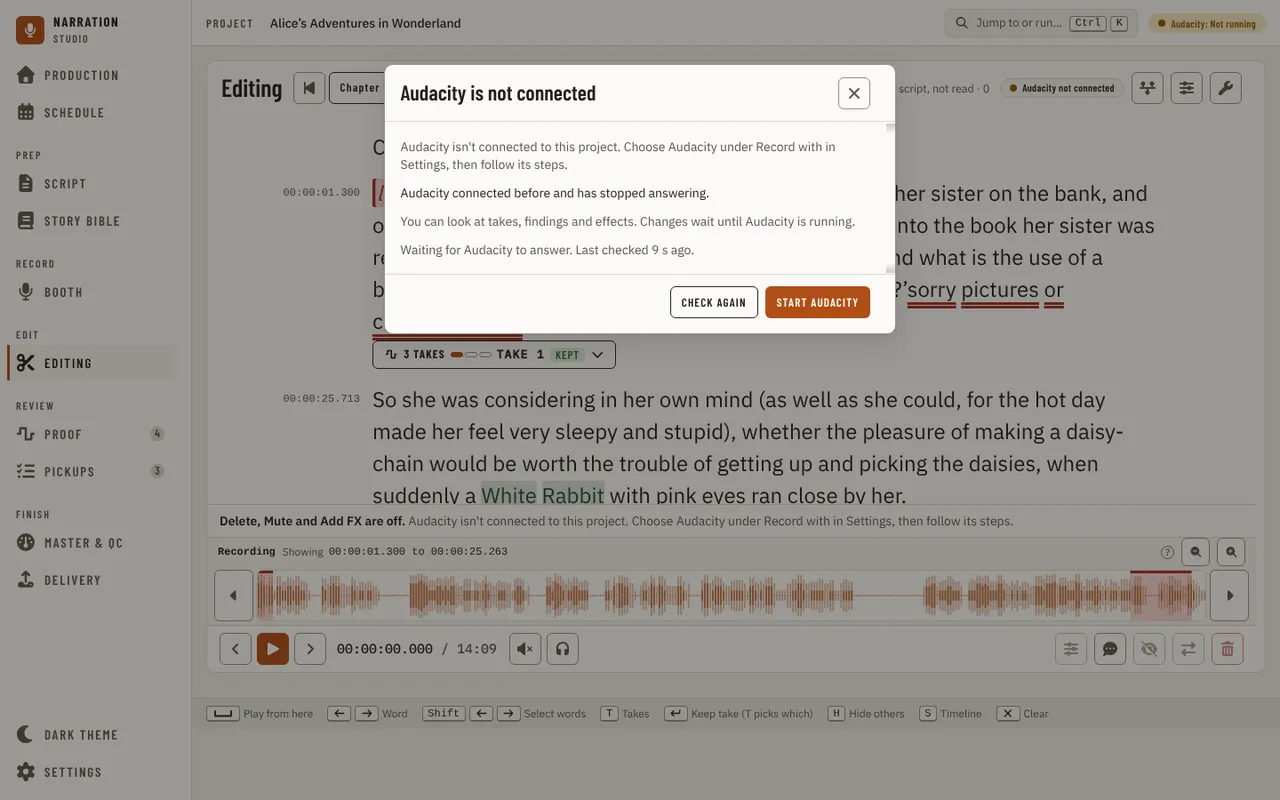 NARRATION
STUDIO
PRODUCTION
SCHEDULE
PREP
SCRIPT
STORY BIBLE
RECORD
BOOTH
EDIT
EDITING
REVIEW
PROOF 4
PICKUPS 3
FINISH
MASTER & QC
DELIVERY
DARK THEME
SETTINGS
PROJECT Alice's Adventures in Wonderland
Jump to or run... Ctrl K
Audacity: Not running
Editing Chapter
script, not read · 0 Audacity not connected
Audacity is not connected
Audacity isn't connected to this project. Choose Audacity under Record with in
Settings, then follow its steps.
Audacity connected before and has stopped answering.
You can look at takes, findings and effects. Changes wait until Audacity is running.
Waiting for Audacity to answer. Last checked 9 s ago.
CHECK AGAIN START AUDACITY
00:00:01.300 her sister on the bank, and
into the book her sister was
what is the use of a
?’sorry pictures or
3 TAKES TAKE 1 KEPT
00:00:25.713 So she was considering in her own mind (as well as she could, for the hot day
made her feel very sleepy and stupid), whether the pleasure of making a daisy-
chain would be worth the trouble of getting up and picking the daisies, when
suddenly a White Rabbit with pink eyes ran close by her.
Delete, Mute and Add FX are off. Audacity isn't connected to this project. Choose Audacity under Record with in Settings, then follow its steps.
Recording Showing 00:00:01.300 to 00:00:25.263
00:00:00.000 / 14:09
Play from here ← → Word Shift ← → Select words T Takes ↵ Keep take (T picks which) H Hide others S Timeline ✕ Clear